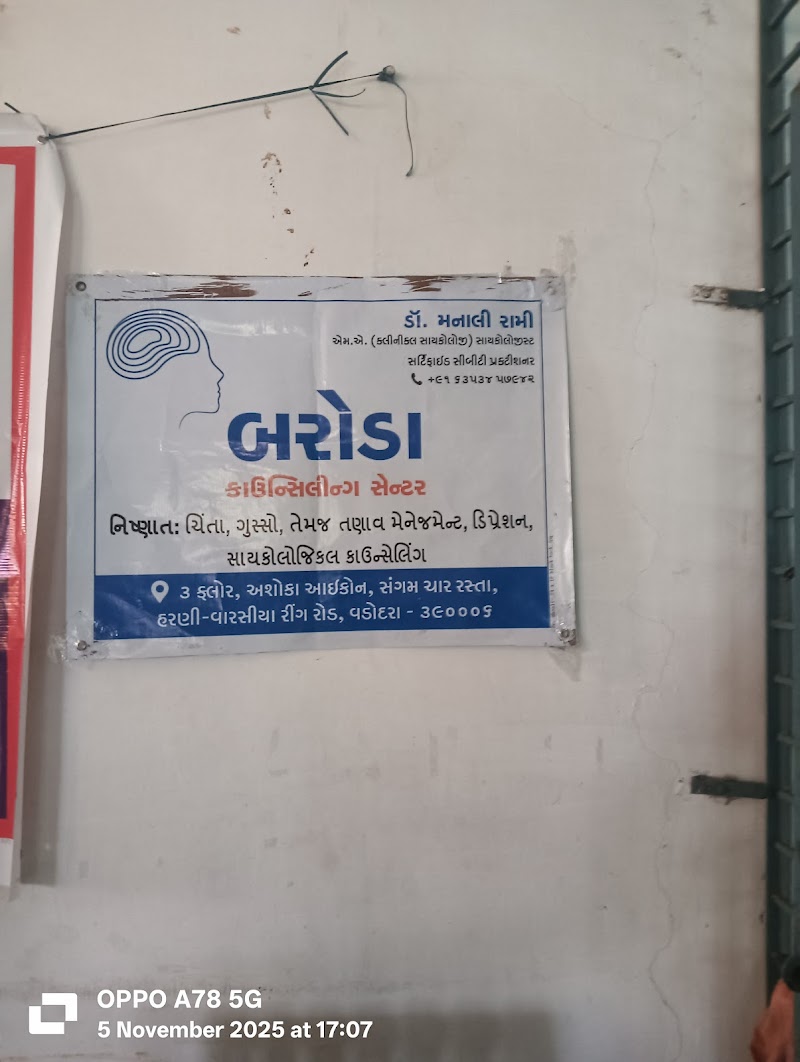 ડૉ. મનાલી રામી
એમ.એ. (ક્લીનીકલ સાયકોલોજી) સાયકોલોજીસ્ટ
સર્ટિફાઇડ સીબીટી પ્રક્ટીશનર
+૯૧ ૬૩૫૩૪ ૫૭૯૪૨
બરોડા
કાઉન્સિલીન્ગ સેન્ટર
નિષ્ણાત: ચિંતા, ગુસ્સો, તેમજ તણાવ મેનેજમેન્ટ, ડિપ્રેશન,
સાયકોલોજિકલ કાઉન્સેલિંગ
૩ ફ્લોર, અશોકા આઈકોન, સંગમ ચાર રસ્તા,
હરણી-વારસીયા રીંગ રોડ, વડોદરા - ૩૯૦૦૦૬
OPPO A78 5G
5 November 2025 at 17:07